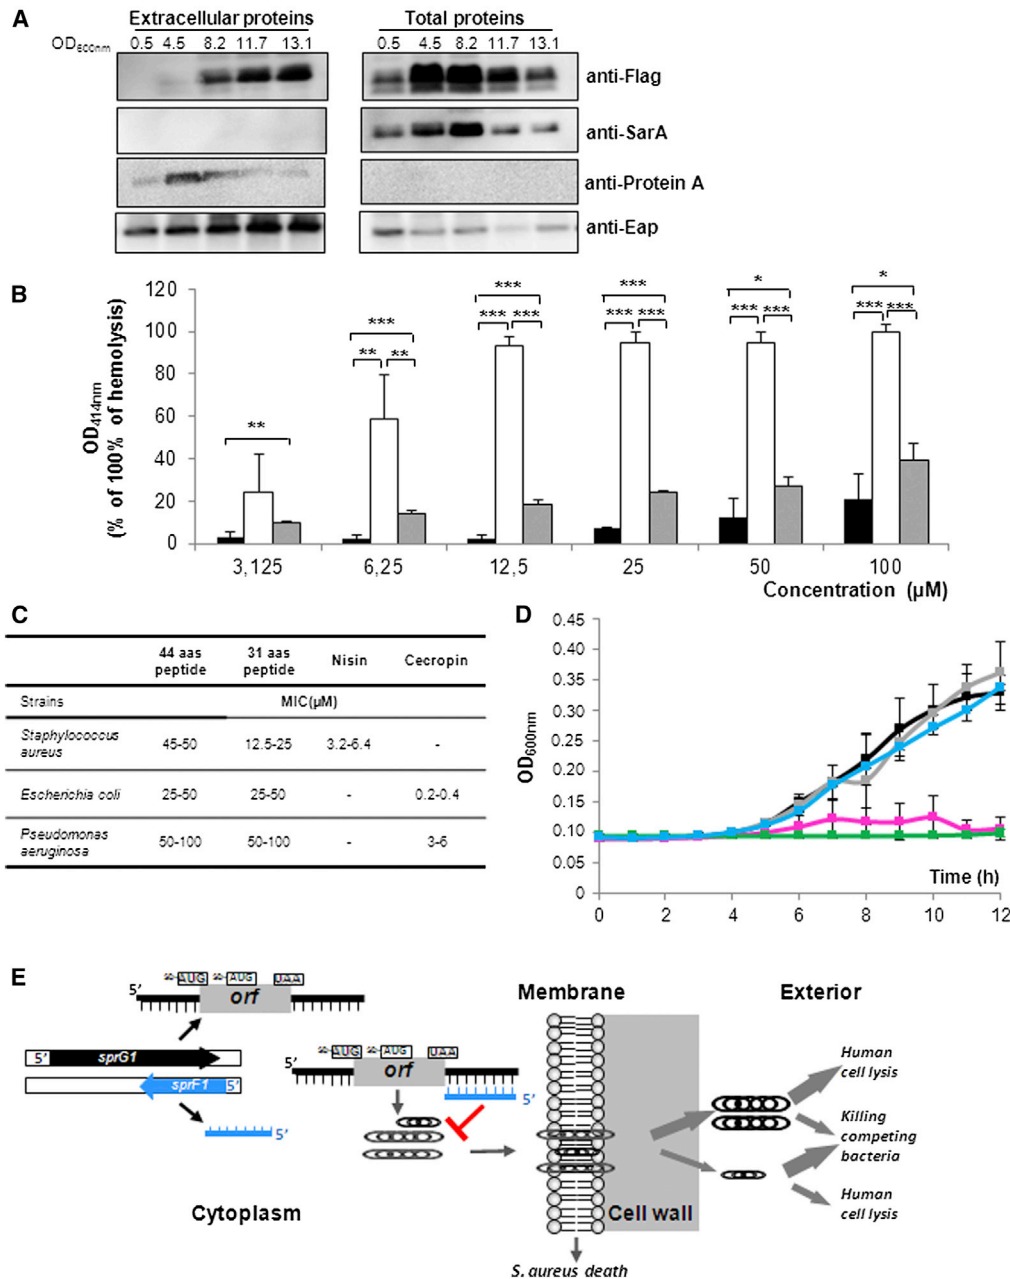 A
Extracellular proteins
Total proteins
OD600nm 0.5 4.5 8.2 11.7 13.1
0.5 4.5 8.2 11.7 13.1
anti-Flag
anti-SarA
anti-Protein A
anti-Eap
B
OD414nm
(% of 100% of hemolysis)
120
100
80
60
40
20
0
**
*** ** **
*** *** ***
*** *** ***
* *** ***
* *** ***
3,125 6,25 12,5 25 50 100
Concentration (µM)
C
44 aas peptide 31 aas peptide Nisin Cecropin
Strains MIC(µM)
Staphylococcus aureus 45-50 12.5-25 3.2-6.4 -
Escherichia coli 25-50 25-50 - 0.2-0.4
Pseudomonas aeruginosa 50-100 50-100 - 3-6
D
OD600nm
0.45
0.40
0.35
0.30
0.25
0.20
0.15
0.10
0.05
0
Time (h)
0 2 4 6 8 10 12
E
5'
SD AUG SD AUG UAA
orf
5' sprG1
sprF1 5'
5'
SD AUG SD AUG UAA
orf
5'
Cytoplasm
Membrane
Cell wall
S. aureus death
Exterior
Human
cell lysis
Killing
competing
bacteria
Human
cell lysis